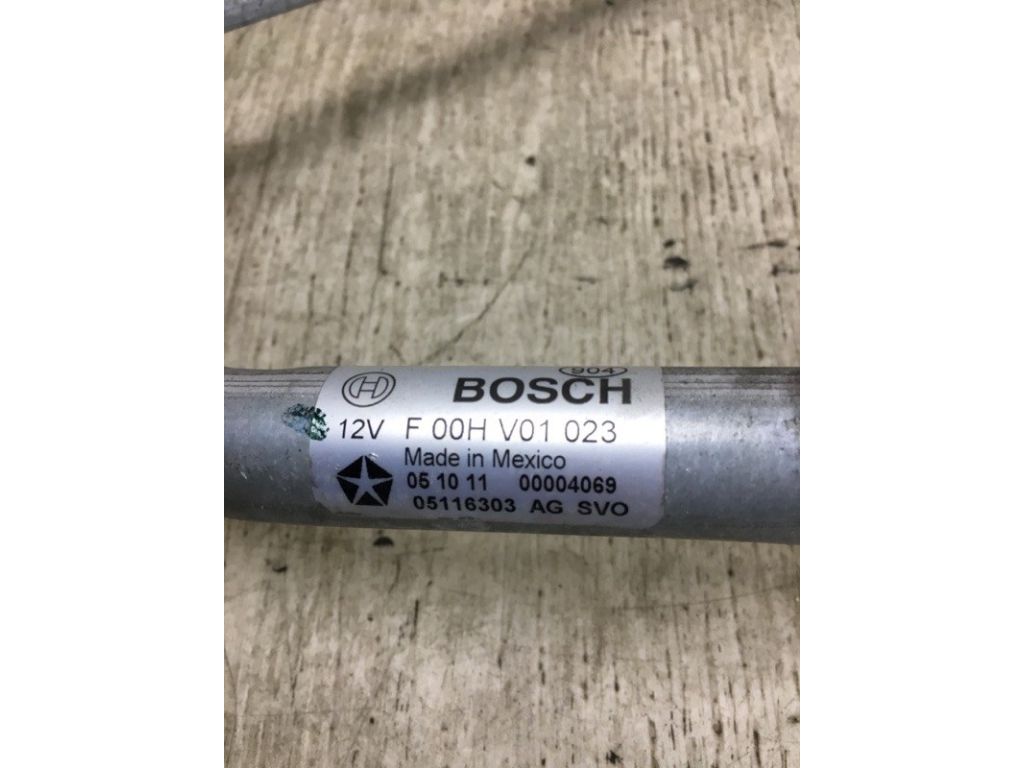 904
BOSCH
12V F 00H V01 023
Made in Mexico
05 10 11 00004069
05116303 AG SVO